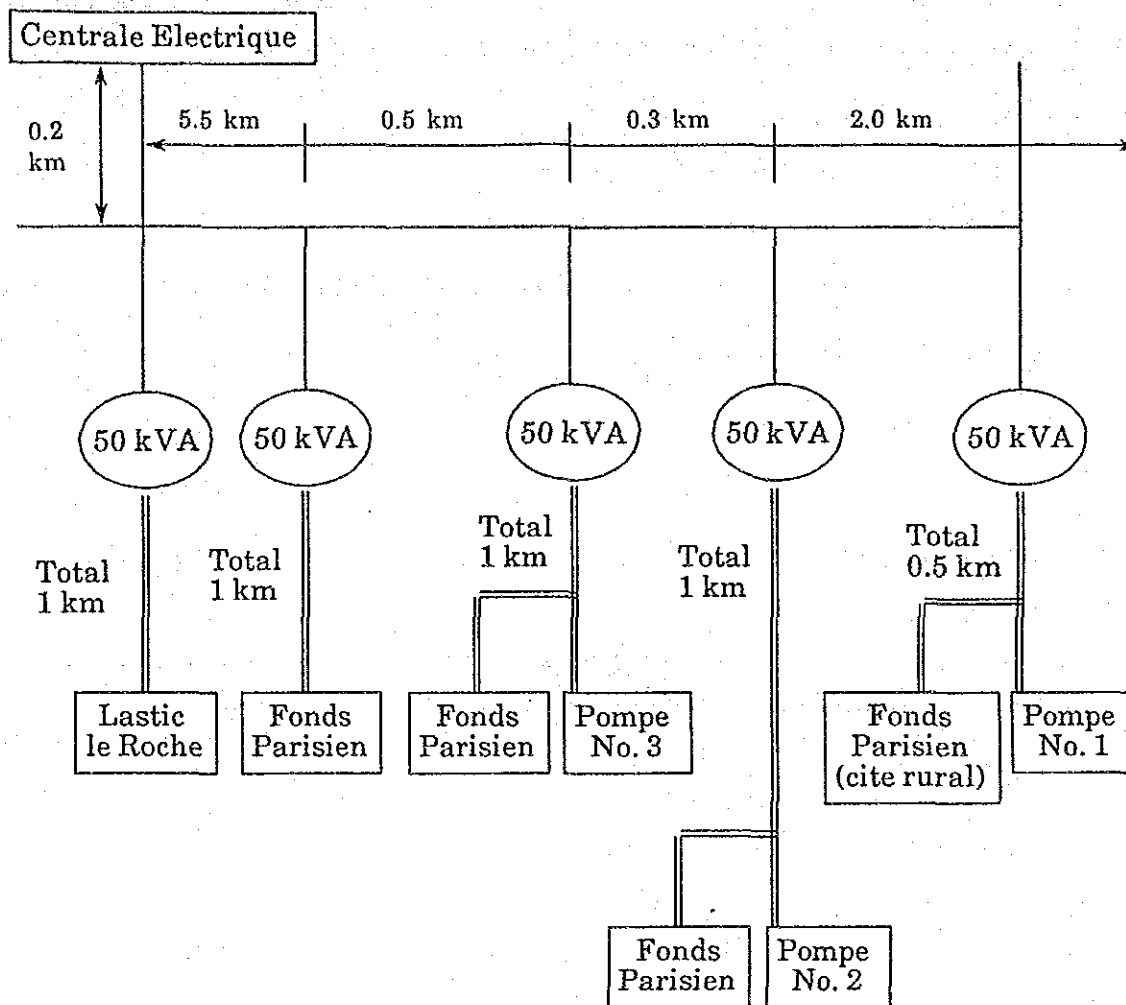 Centrale Electrique
0.2
km
5.5 km
0.5 km
0.3 km
2.0 km
50 kVA
50 kVA
50 kVA
50 kVA
50 kVA
Total
1 km
Total
1 km
Total
1 km
Total
1 km
Total
0.5 km
Lastic
le Roche
Fonds
Parisien
Fonds
Parisien
Pompe
No. 3
Fonds
Parisien
(cite rural)
Pompe
No. 1
Fonds
Parisien
Pompe
No. 2